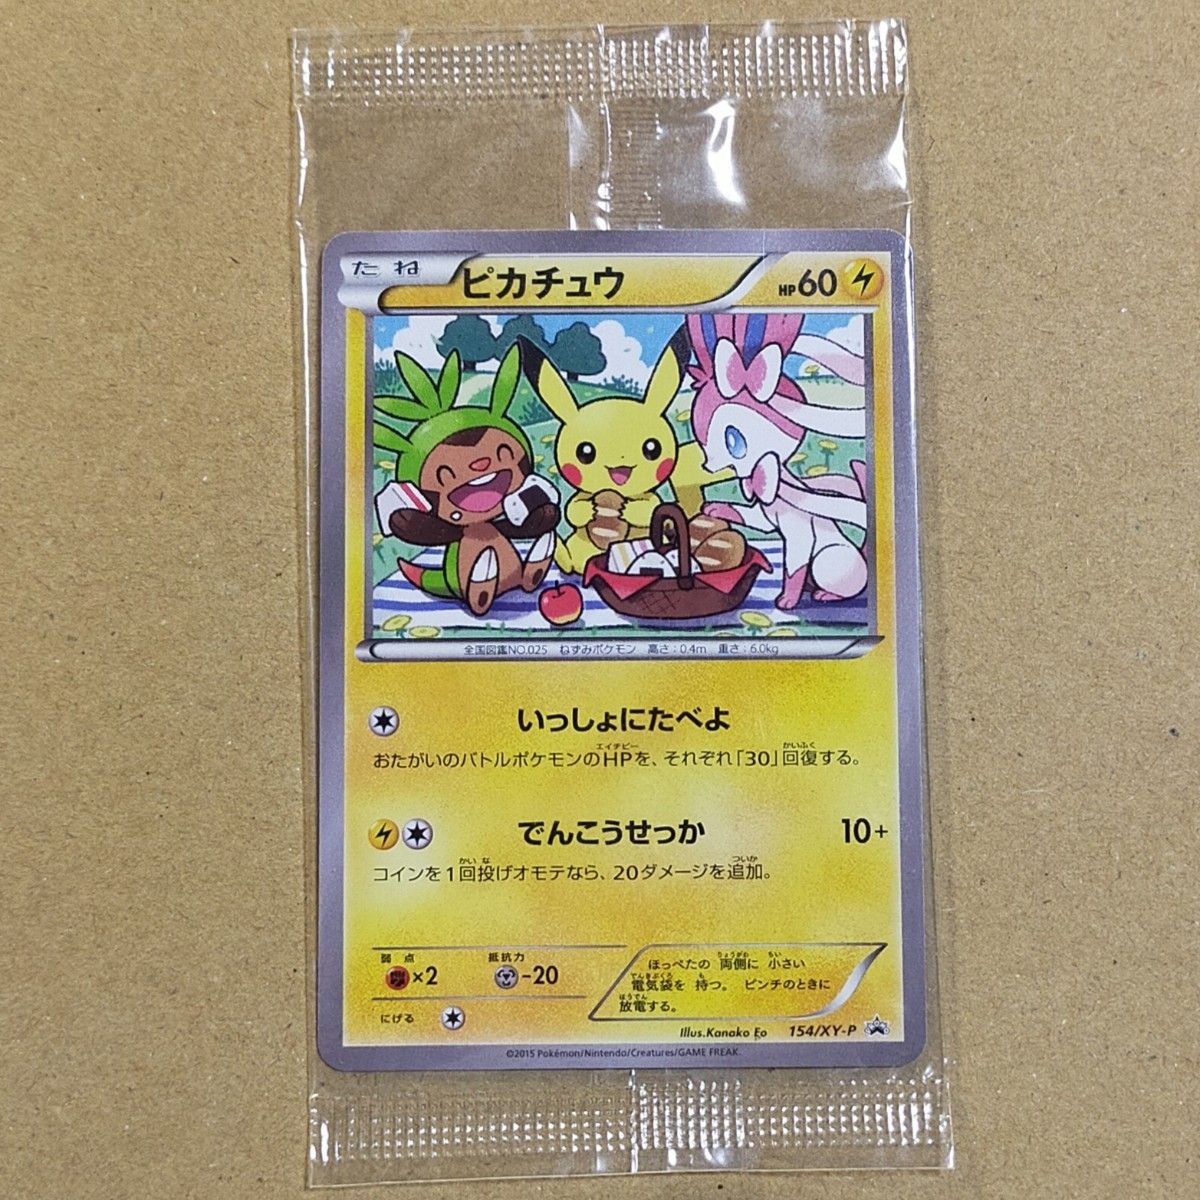 たね ピカチュウ HP60
全国図鑑NO.025 ねずみポケモン 高さ:0.4m 重さ:6.0kg
いっしょにたべよ
おたがいのバトルポケモンのHPを、それぞれ「30」回復する。
でんこうせっか 10+
コインを1回投げオモテなら、20ダメージを追加。
弱点 抵抗力
×2 -20
にげる
ほっぺたの 両側に 小さい
電気袋を 持つ。 ピンチのときに
放電する。
Illus.Kanako Eo 154/XY-P
©2015 Pokémon/Nintendo/Creatures/GAME FREAK.